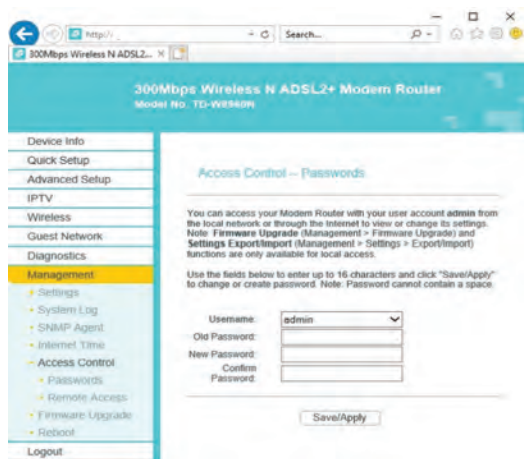 http://
Search...
300Mbps Wireless N ADSL2...
300Mbps Wireless N ADSL2+ Modem Router
Model No. TD-W8960N
Device Info
Quick Setup
Advanced Setup
IPTV
Wireless
Guest Network
Diagnostics
Management
Settings
System Log
SNMP Agent
Internet Time
Access Control
Passwords
Remote Access
Firmware Upgrade
Reboot
Logout
Access Control -- Passwords
You can access your Modem Router with your user account admin from
the local network or through the Internet to view or change its settings.
Note: Firmware Upgrade (Management > Firmware Upgrade) and
Settings Export/Import (Management > Settings > Export/Import)
functions are only available for local access.
Use the fields below to enter up to 16 characters and click "Save/Apply"
to change or create password. Note: Password cannot contain a space.
Username: admin
Old Password:
New Password:
Confirm
Password:
Save/Apply